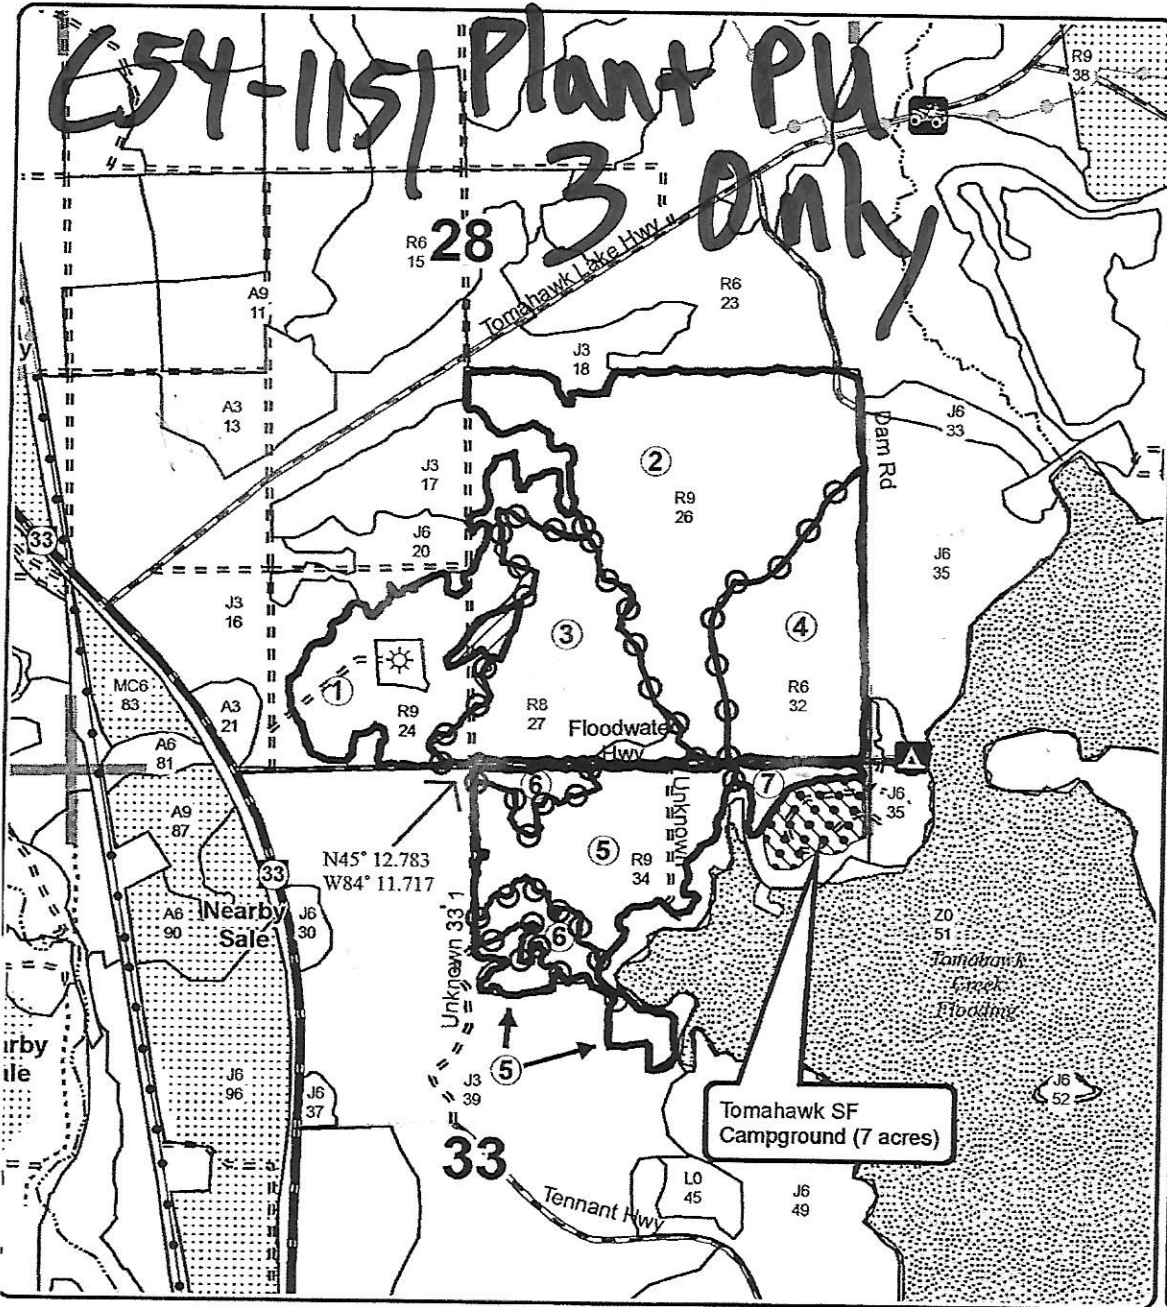 (54-115) Plant PU
3 Only
R9
38
R6
15
28
Tomahawk Lake Hwy
R6
23
A9
11
y
J3
18
A3
13
J6
33
Dam Rd
2
J3
17
R9
26
33
J6
20
J6
35
J3
16
3
4
1
MC6
83
A3
21
R9
24
R8
27
R6
32
Floodwater
Hwy
A6
81
6
7
Unknown
J6
35
A9
87
5
R9
34
N45° 12.783
W84° 11.717
33
A6
90
Nearby
Sale
J6
30
6
Z0
51
Tomahawk
Creek
Flooding
Unknown 33 1
arby
ale
5
J6
96
J6
37
J3
39
J6
52
Tomahawk SF
Campground (7 acres)
33
L0
45
J6
49
Tennant Hwy